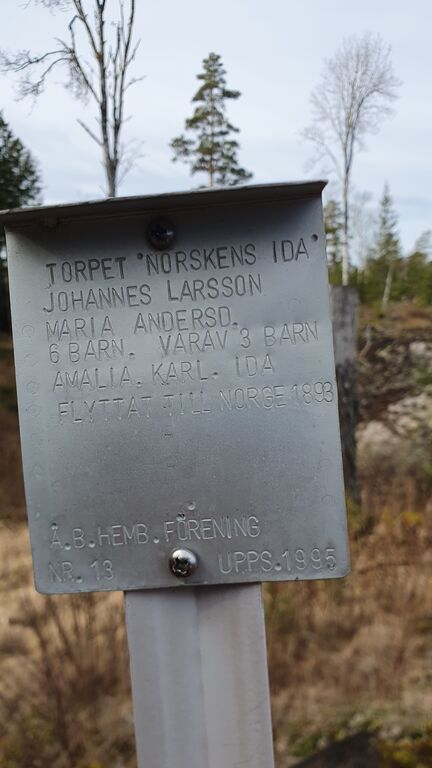 TORPET "NORSKENS IDA"
JOHANNES LARSSON
MARIA ANDERSD.
6 BARN. VARAV 3 BARN
AMALIA. KARL. IDA
FLYTTAT TILL NORGE 1893
Å.B.HEMB.FÖRENING
NR. 13 UPPS.1995